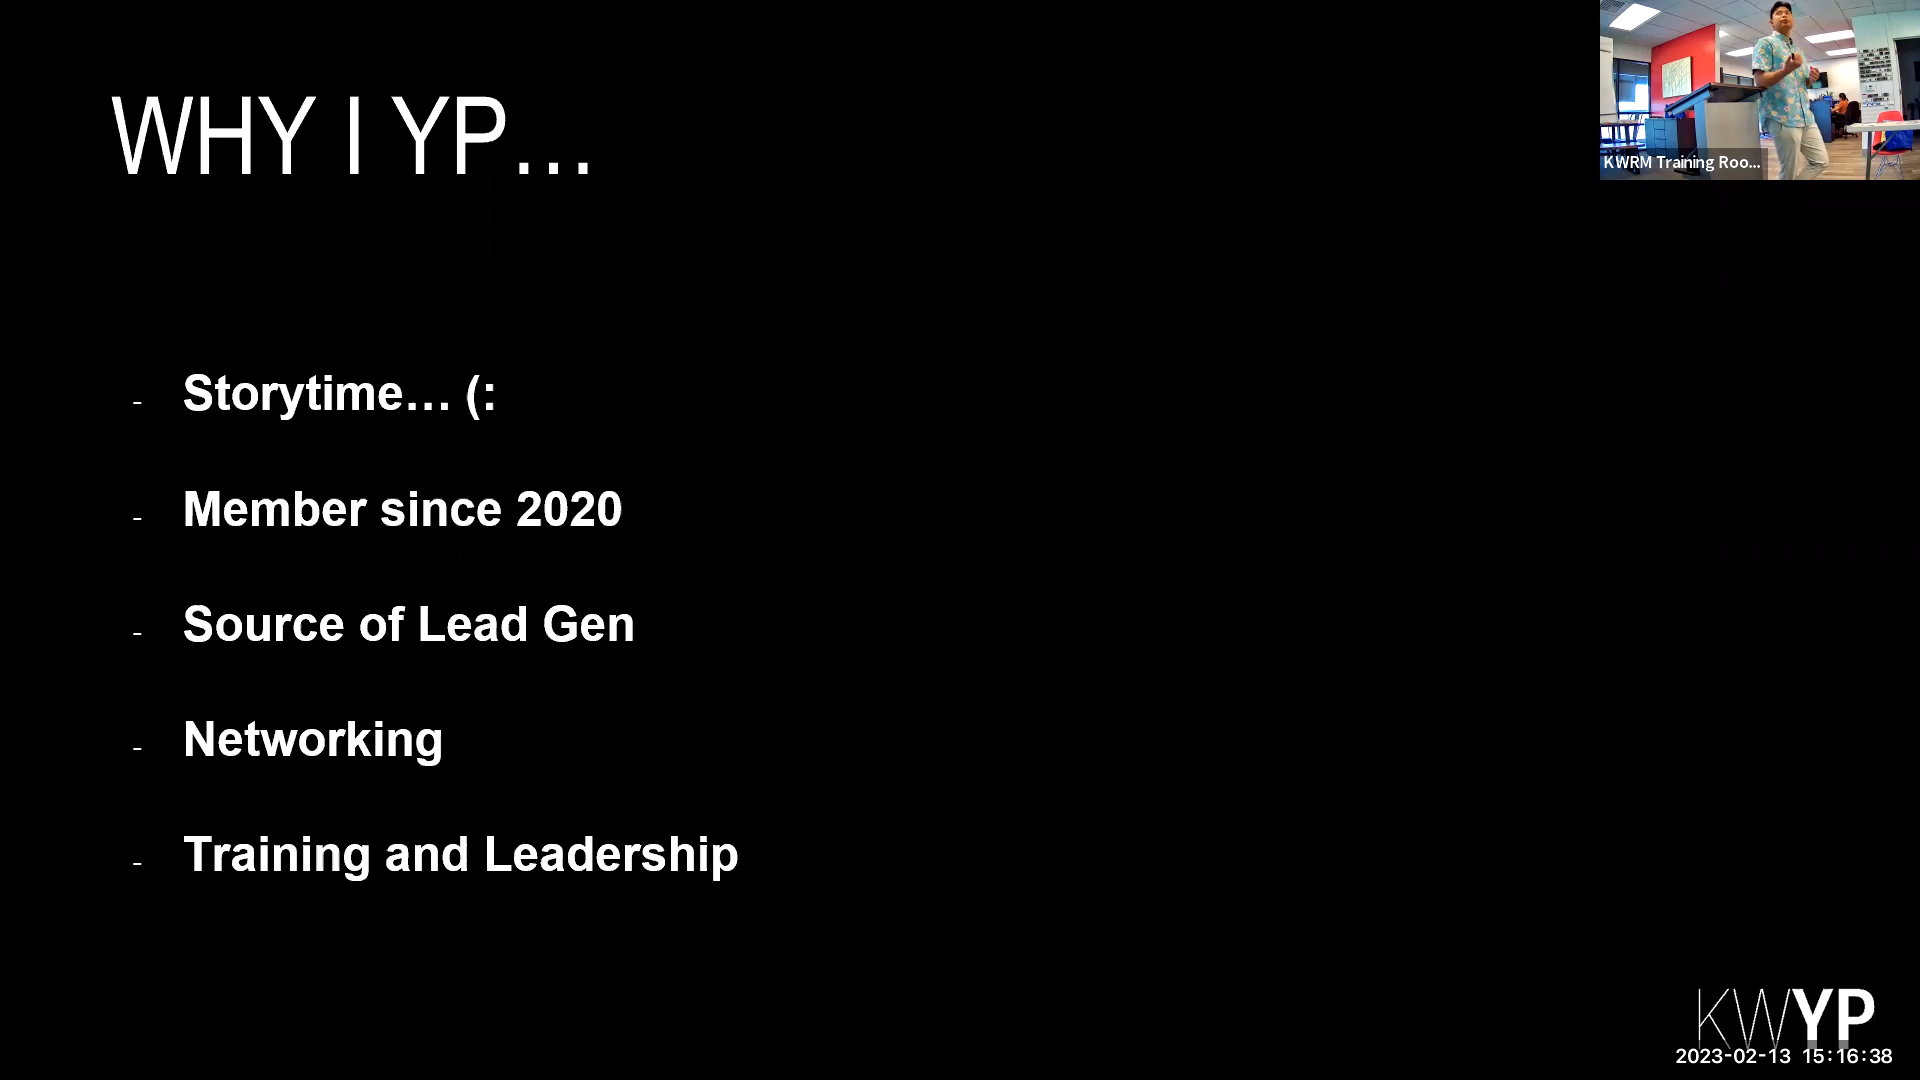 WHY I YP...
KWRM Training Roo...
- Storytime... (:
- Member since 2020
- Source of Lead Gen
- Networking
- Training and Leadership
KWYP
2023-02-13 15:16:38